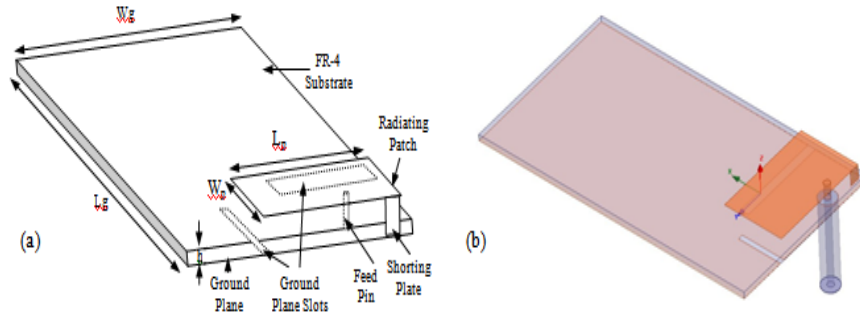 Wg
FR-4
Substrate
Radiating
Patch
Lp
Wp
Lg
(a)
Ground
Plane
Ground
Plane Slots
Feed
Pin
Shorting
Plate
(b)